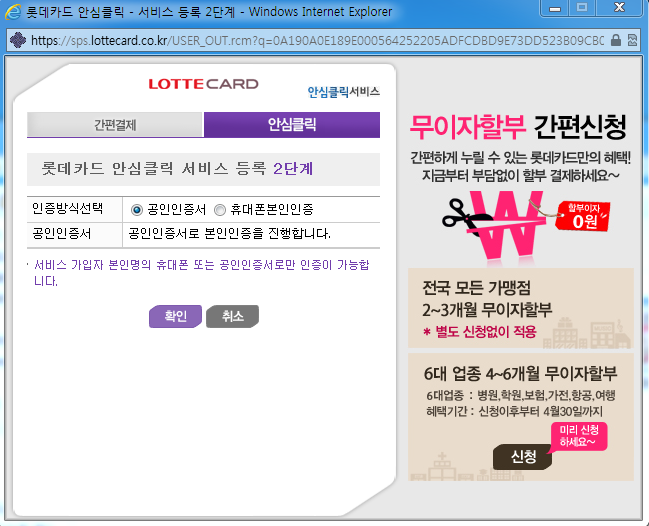 롯데카드 안심클릭 - 서비스 등록 2단계 - Windows Internet Explorer
https://sps.lottecard.co.kr/USER_OUT.rcm?q=0A190A0E189E000564252205ADFCDBD9E73DD523B09CBC
LOTTECARD
안심클릭서비스
간편결제
안심클릭
롯데카드 안심클릭 서비스 등록 2단계
인증방식선택 공인인증서 휴대폰본인인증
공인인증서 공인인증서로 본인인증을 진행합니다.
· 서비스 가입자 본인명의 휴대폰 또는 공인인증서로만 인증이 가능합
니다.
확인 취소
무이자할부 간편신청
간편하게 누릴 수 있는 롯데카드만의 혜택!
지금부터 부담없이 할부 결제하세요~
W
할부이자
0원
전국 모든 가맹점
2~3개월 무이자할부
* 별도 신청없이 적용
6대 업종 4~6개월 무이자할부
6대업종 : 병원,학원,보험,가전,항공,여행
혜택기간 : 신청이후부터 4월30일까지
미리 신청
하세요~
신청